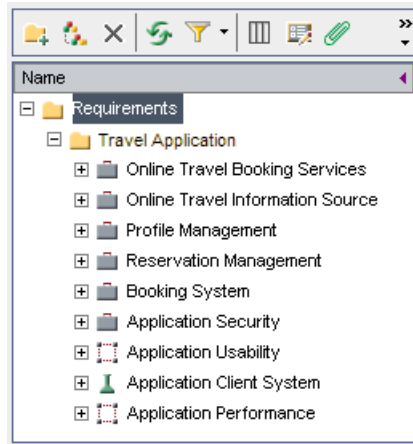 Name
Requirements
Travel Application
Online Travel Booking Services
Online Travel Information Source
Profile Management
Reservation Management
Booking System
Application Security
Application Usability
Application Client System
Application Performance